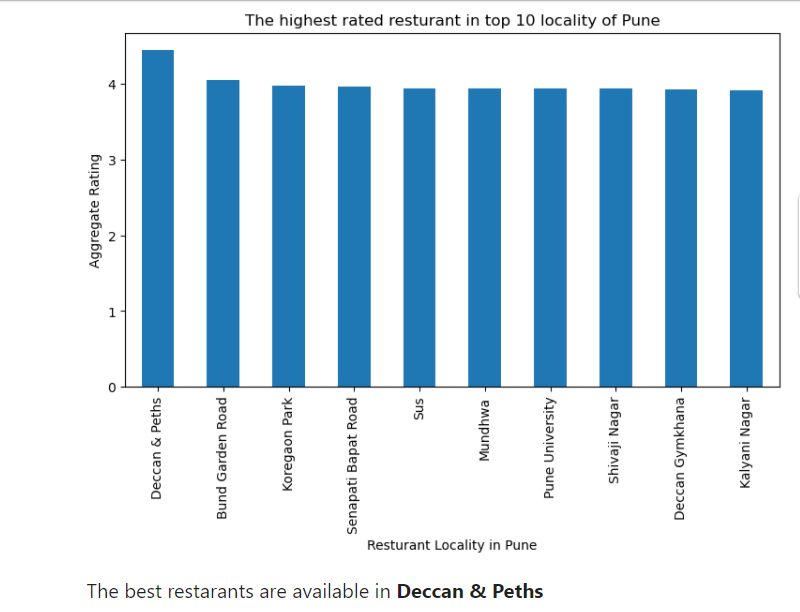 The highest rated resturant in top 10 locality of Pune
Aggregate Rating
4
3
2
1
0
Deccan & Peths
Bund Garden Road
Koregaon Park
Senapati Bapat Road
Sus
Mundhwa
Pune University
Shivaji Nagar
Deccan Gymkhana
Kalyani Nagar
Resturant Locality in Pune
The best restarants are available in Deccan & Peths